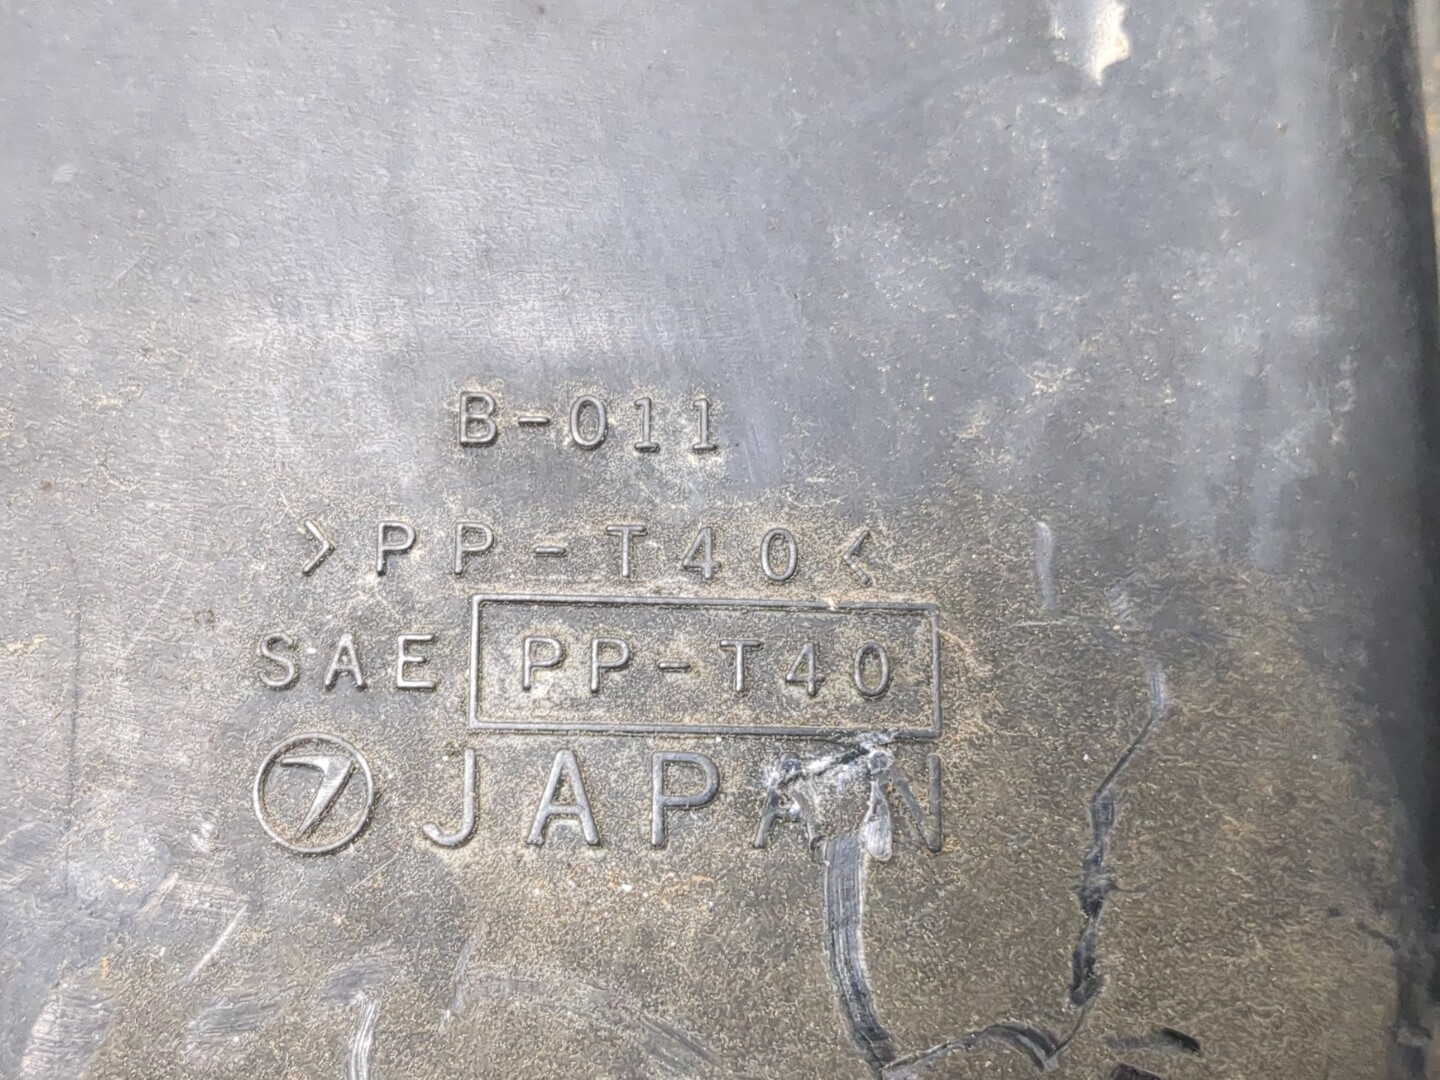 B-011
>PP-T40<
SAE PP-T40
JAPAN